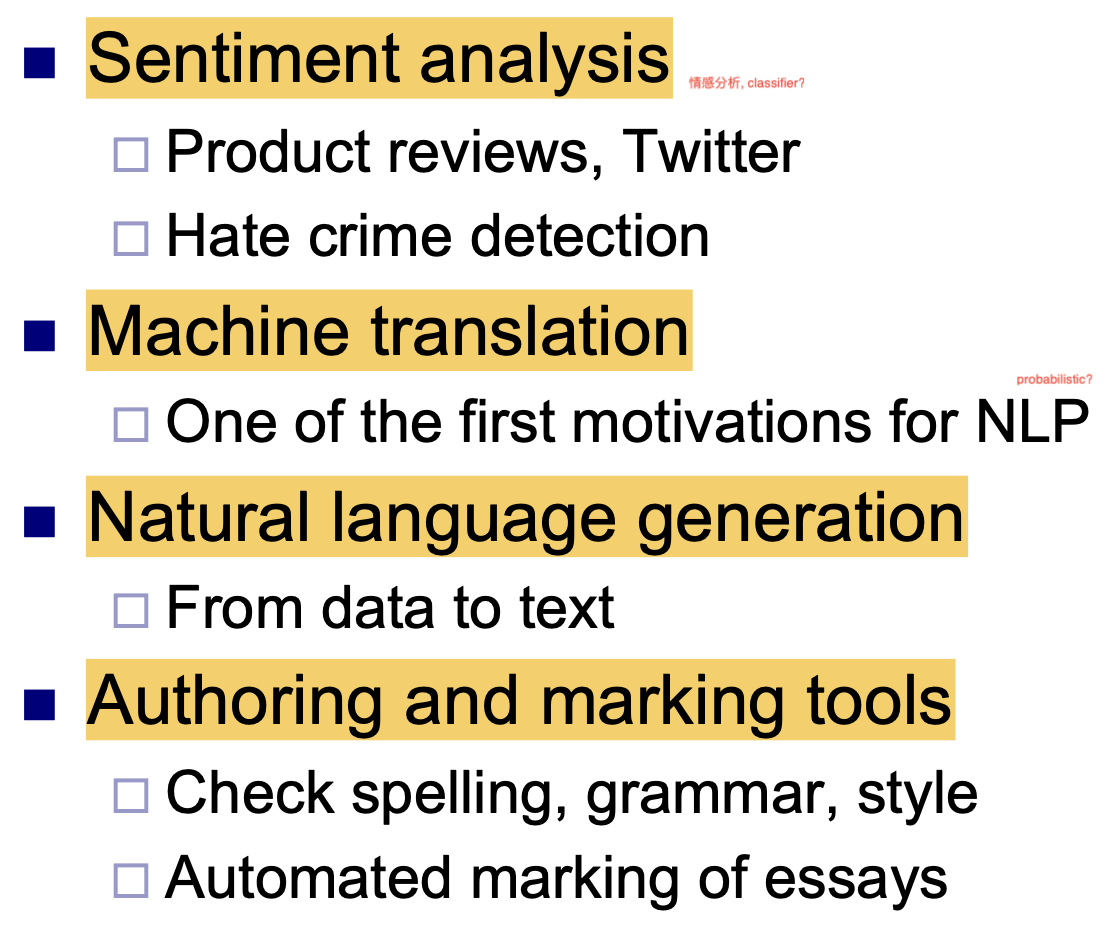 Sentiment analysis
情感分析, classifier?
Product reviews, Twitter
Hate crime detection
Machine translation
probabilistic?
One of the first motivations for NLP
Natural language generation
From data to text
Authoring and marking tools
Check spelling, grammar, style
Automated marking of essays